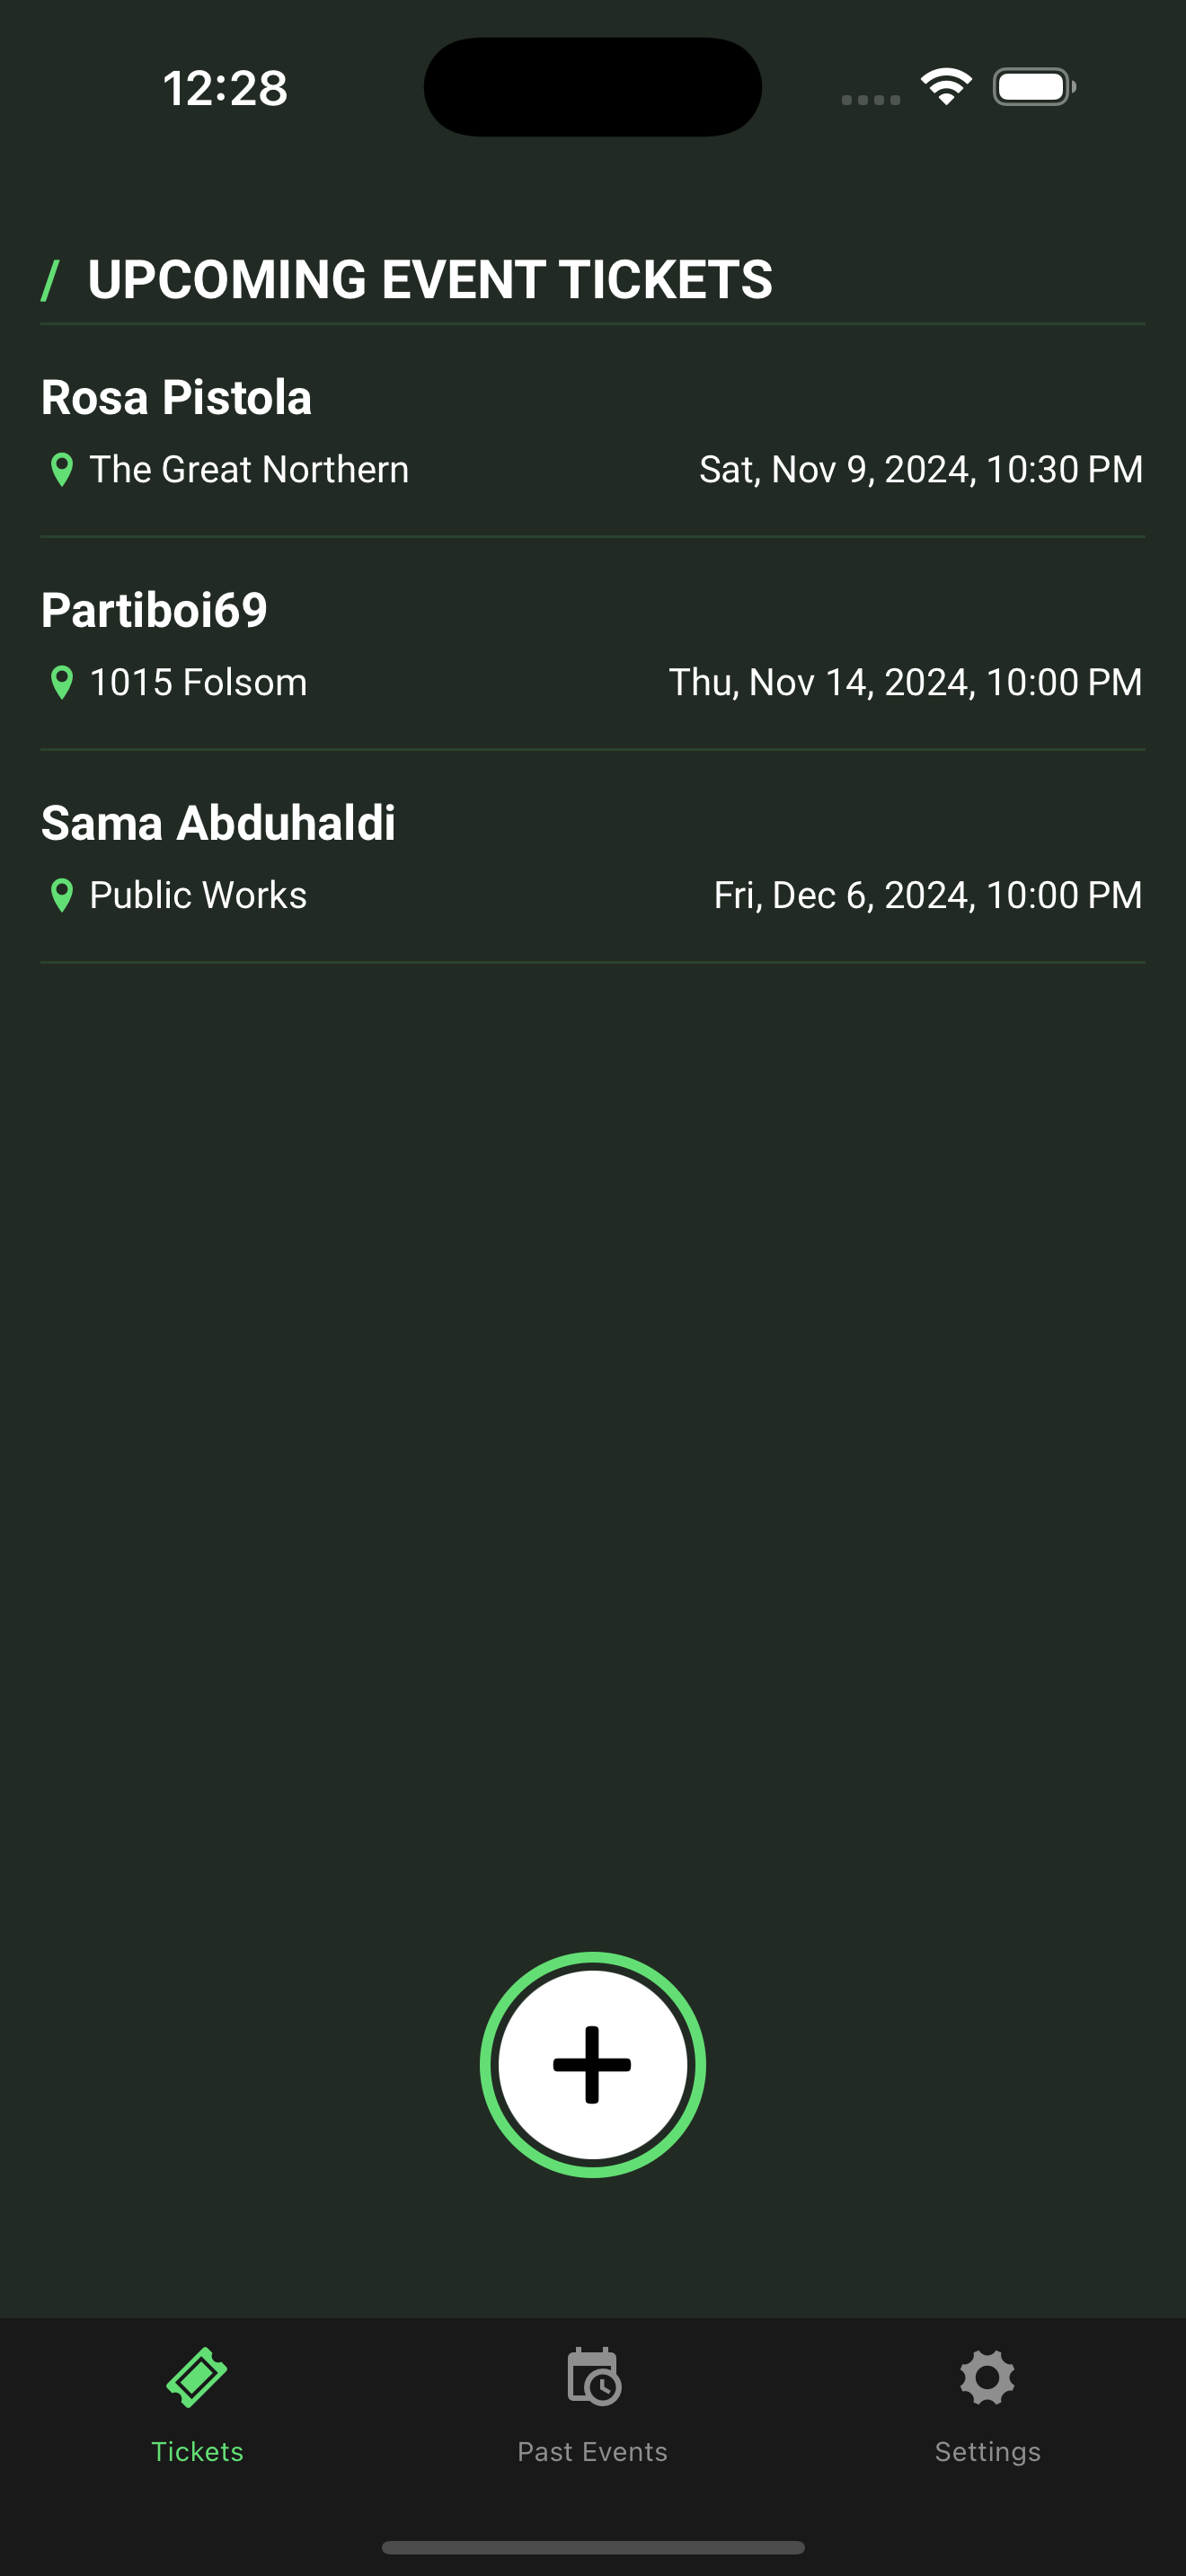 12:28
/ UPCOMING EVENT TICKETS
Rosa Pistola
The Great Northern Sat, Nov 9, 2024, 10:30 PM
Partiboi69
1015 Folsom Thu, Nov 14, 2024, 10:00 PM
Sama Abduhaldi
Public Works Fri, Dec 6, 2024, 10:00 PM
Tickets Past Events Settings